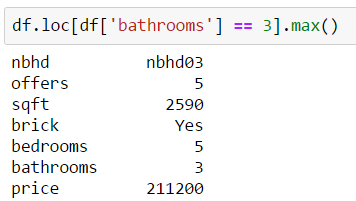 df.loc[df['bathrooms'] == 3].max()
nbhd nbhd03
offers 5
sqft 2590
brick Yes
bedrooms 5
bathrooms 3
price 211200